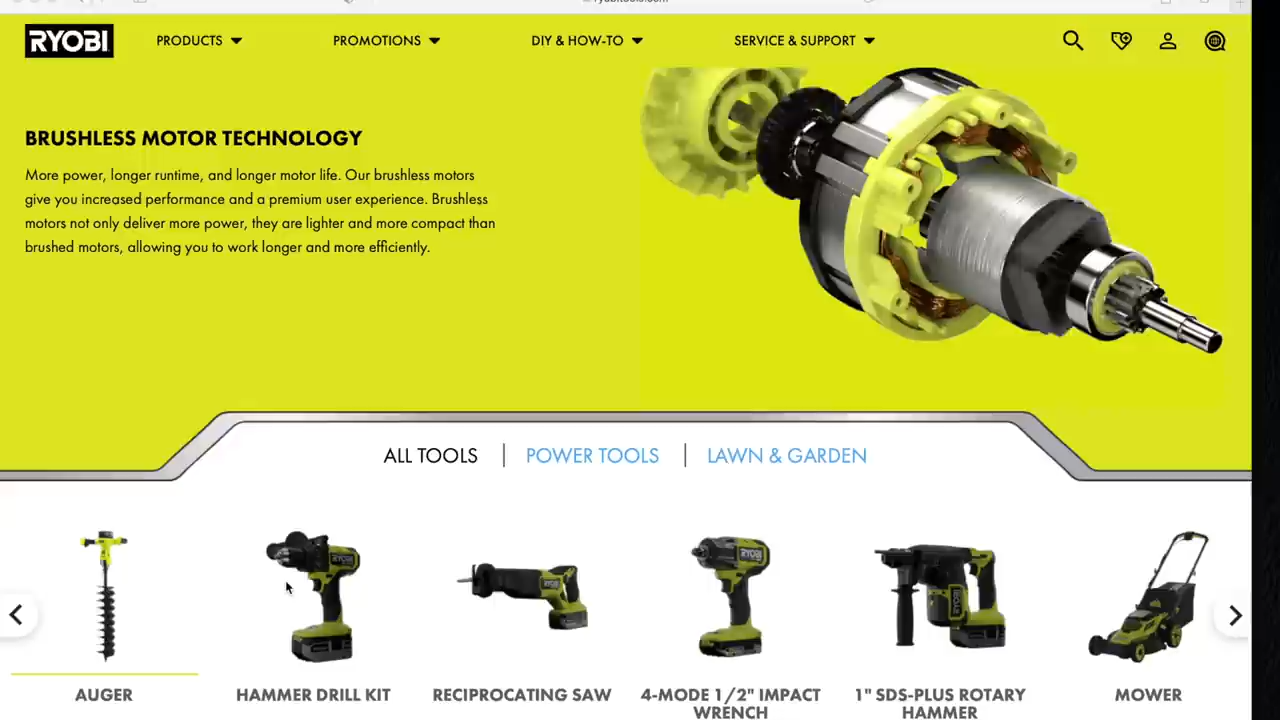 RYOBI
PRODUCTS
PROMOTIONS
DIY & HOW-TO
SERVICE & SUPPORT
BRUSHLESS MOTOR TECHNOLOGY
More power, longer runtime, and longer motor life. Our brushless motors
give you increased performance and a premium user experience. Brushless
motors not only deliver more power, they are lighter and more compact than
brushed motors, allowing you to work longer and more efficiently.
ALL TOOLS | POWER TOOLS | LAWN & GARDEN
RYOBI
RYOBI
RYOBI
RYOBI
AUGER
HAMMER DRILL KIT
RECIPROCATING SAW
4-MODE 1/2" IMPACT
WRENCH
1" SDS-PLUS ROTARY
HAMMER
MOWER